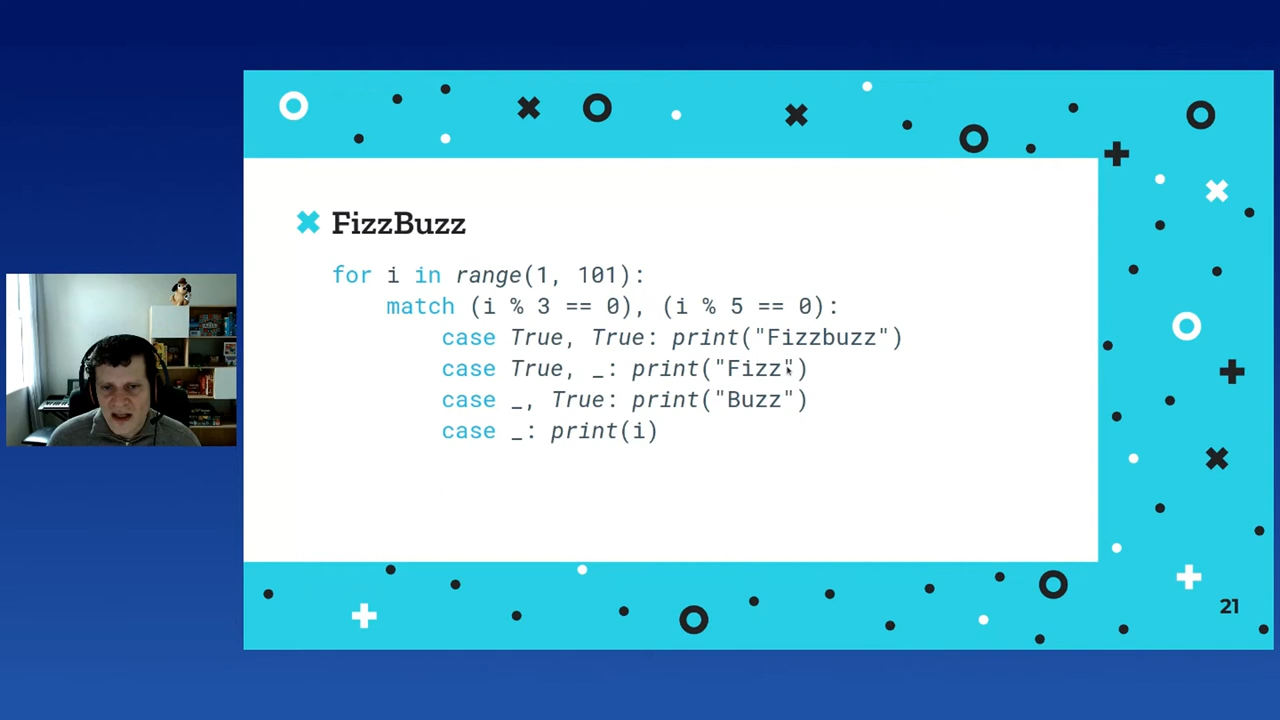 FizzBuzz
for i in range(1, 101):
    match (i % 3 == 0), (i % 5 == 0):
        case True, True: print("Fizzbuzz")
        case True, _: print("Fizz")
        case _, True: print("Buzz")
        case _: print(i)
21